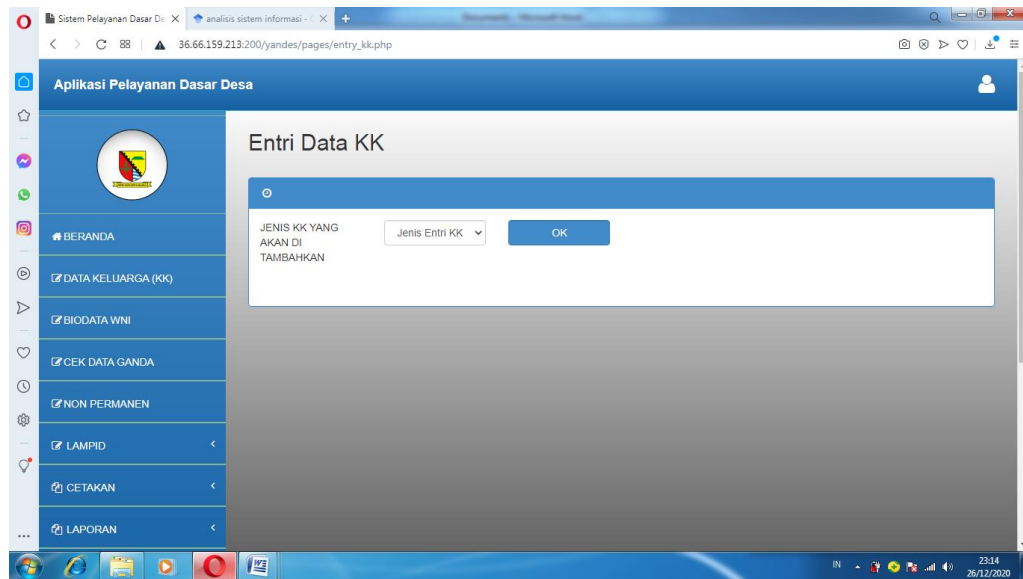 Sistem Pelayanan Dasar De
analisis sistem informasi - G
36.66.159.213:200/yandes/pages/entry_kk.php
Aplikasi Pelayanan Dasar Desa
Entri Data KK
JENIS KK YANG
AKAN DI
TAMBAHKAN
Jenis Entri KK
OK
BERANDA
DATA KELUARGA (KK)
BIODATA WNI
CEK DATA GANDA
NON PERMANEN
LAMPID
CETAKAN
LAPORAN
IN
23:14
26/12/2020